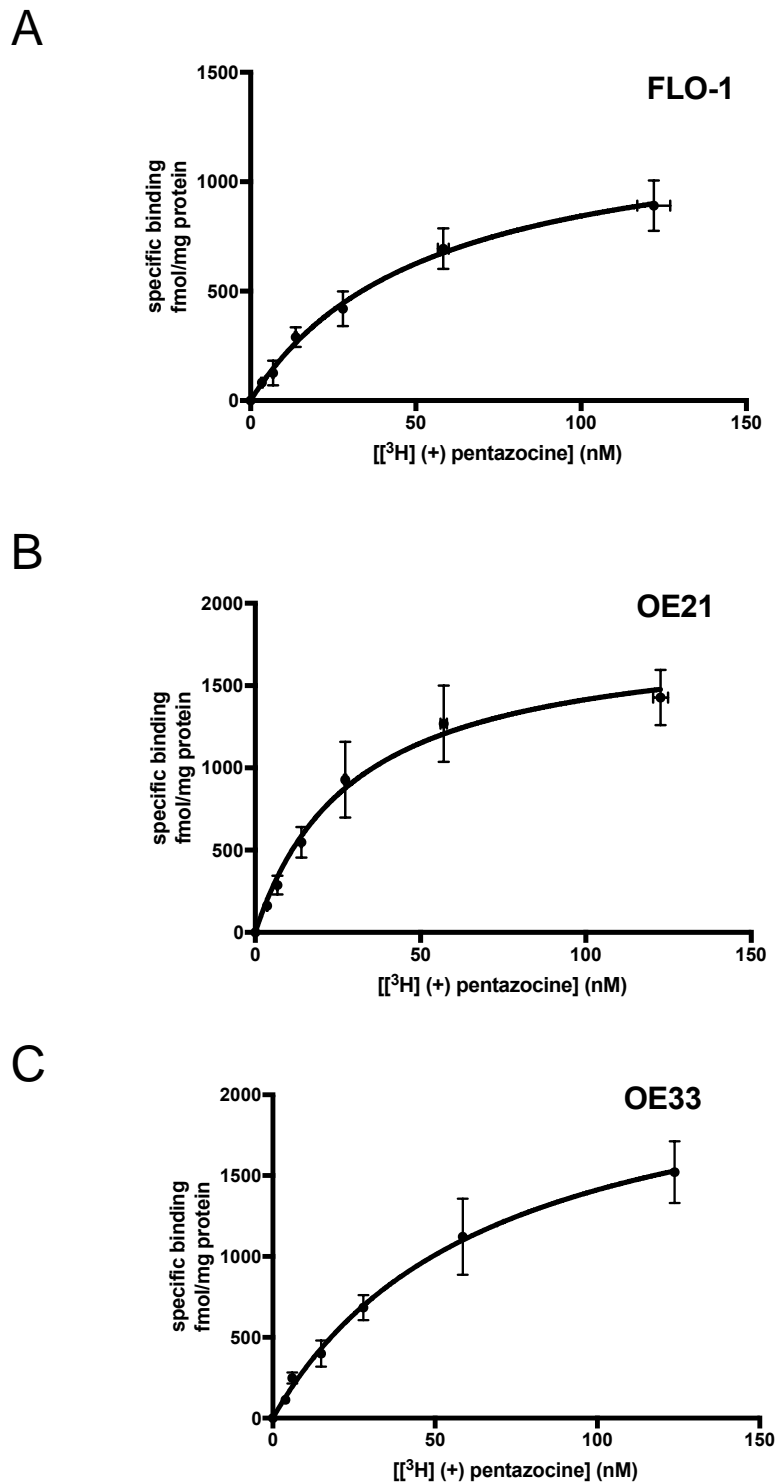 A
FLO-1
specific binding
fmol/mg protein
1500
1000
500
0
0
50
100
150
[[³H] (+) pentazocine] (nM)
B
OE21
specific binding
fmol/mg protein
2000
1500
1000
500
0
0
50
100
150
[[³H] (+) pentazocine] (nM)
C
OE33
specific binding
fmol/mg protein
2000
1500
1000
500
0
0
50
100
150
[[³H] (+) pentazocine] (nM)